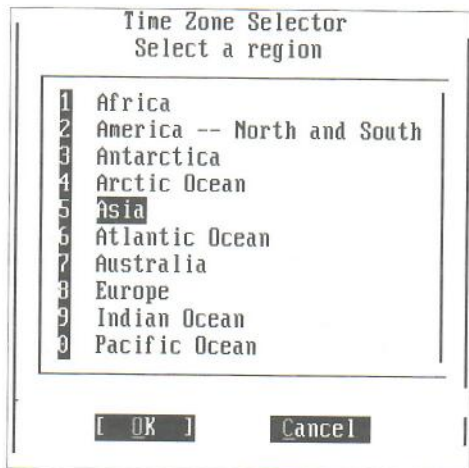 Time Zone Selector
Select a region
1 Africa
2 America -- North and South
3 Antarctica
4 Arctic Ocean
5 Asia
6 Atlantic Ocean
7 Australia
8 Europe
9 Indian Ocean
0 Pacific Ocean
[ OK ] Cancel